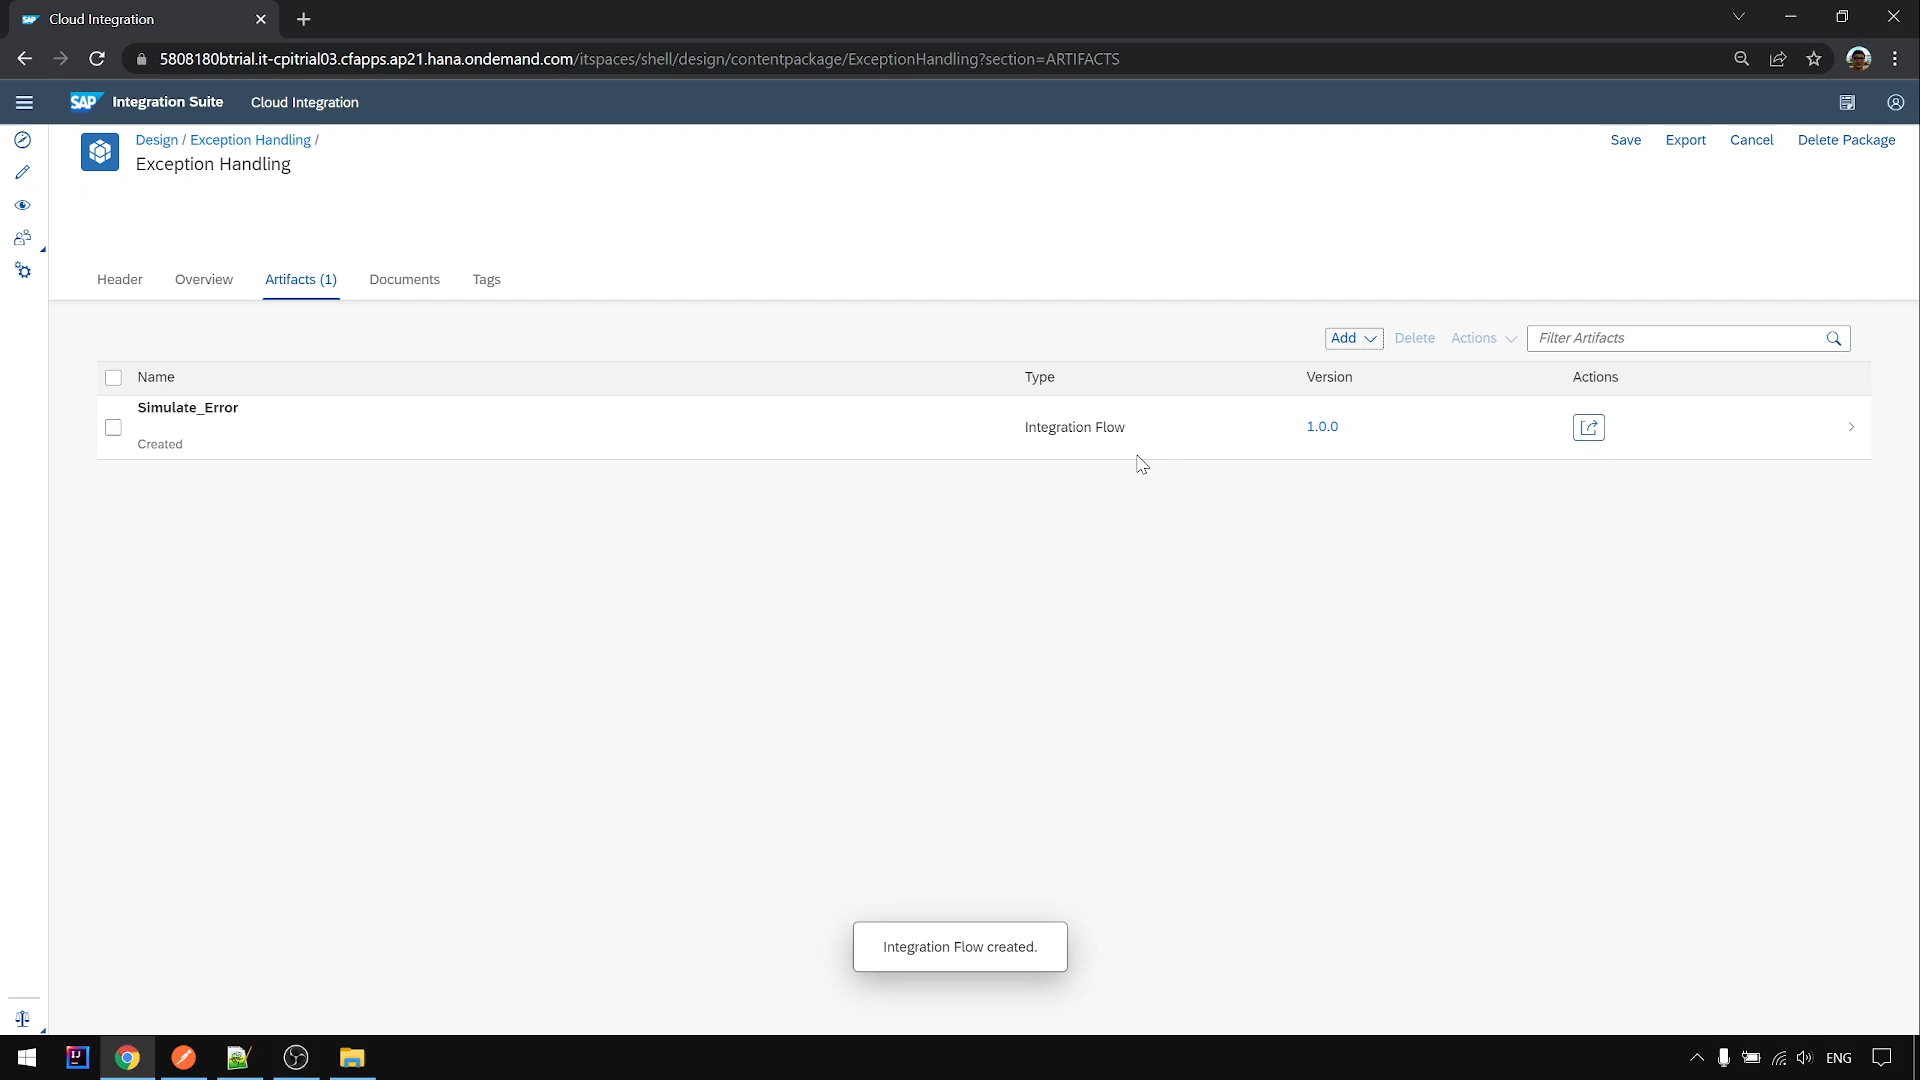 Cloud Integration
5808180btrial.it-cpitrial03.cfapps.ap21.hana.ondemand.com/itspaces/shell/design/contentpackage/ExceptionHandling?section=ARTIFACTS
SAP Integration Suite Cloud Integration
Design / Exception Handling /
Exception Handling
Save Export Cancel Delete Package
Header Overview Artifacts (1) Documents Tags
Add Delete Actions Filter Artifacts
Name Type Version Actions
Simulate_Error
Created
Integration Flow 1.0.0
Integration Flow created.
ENG